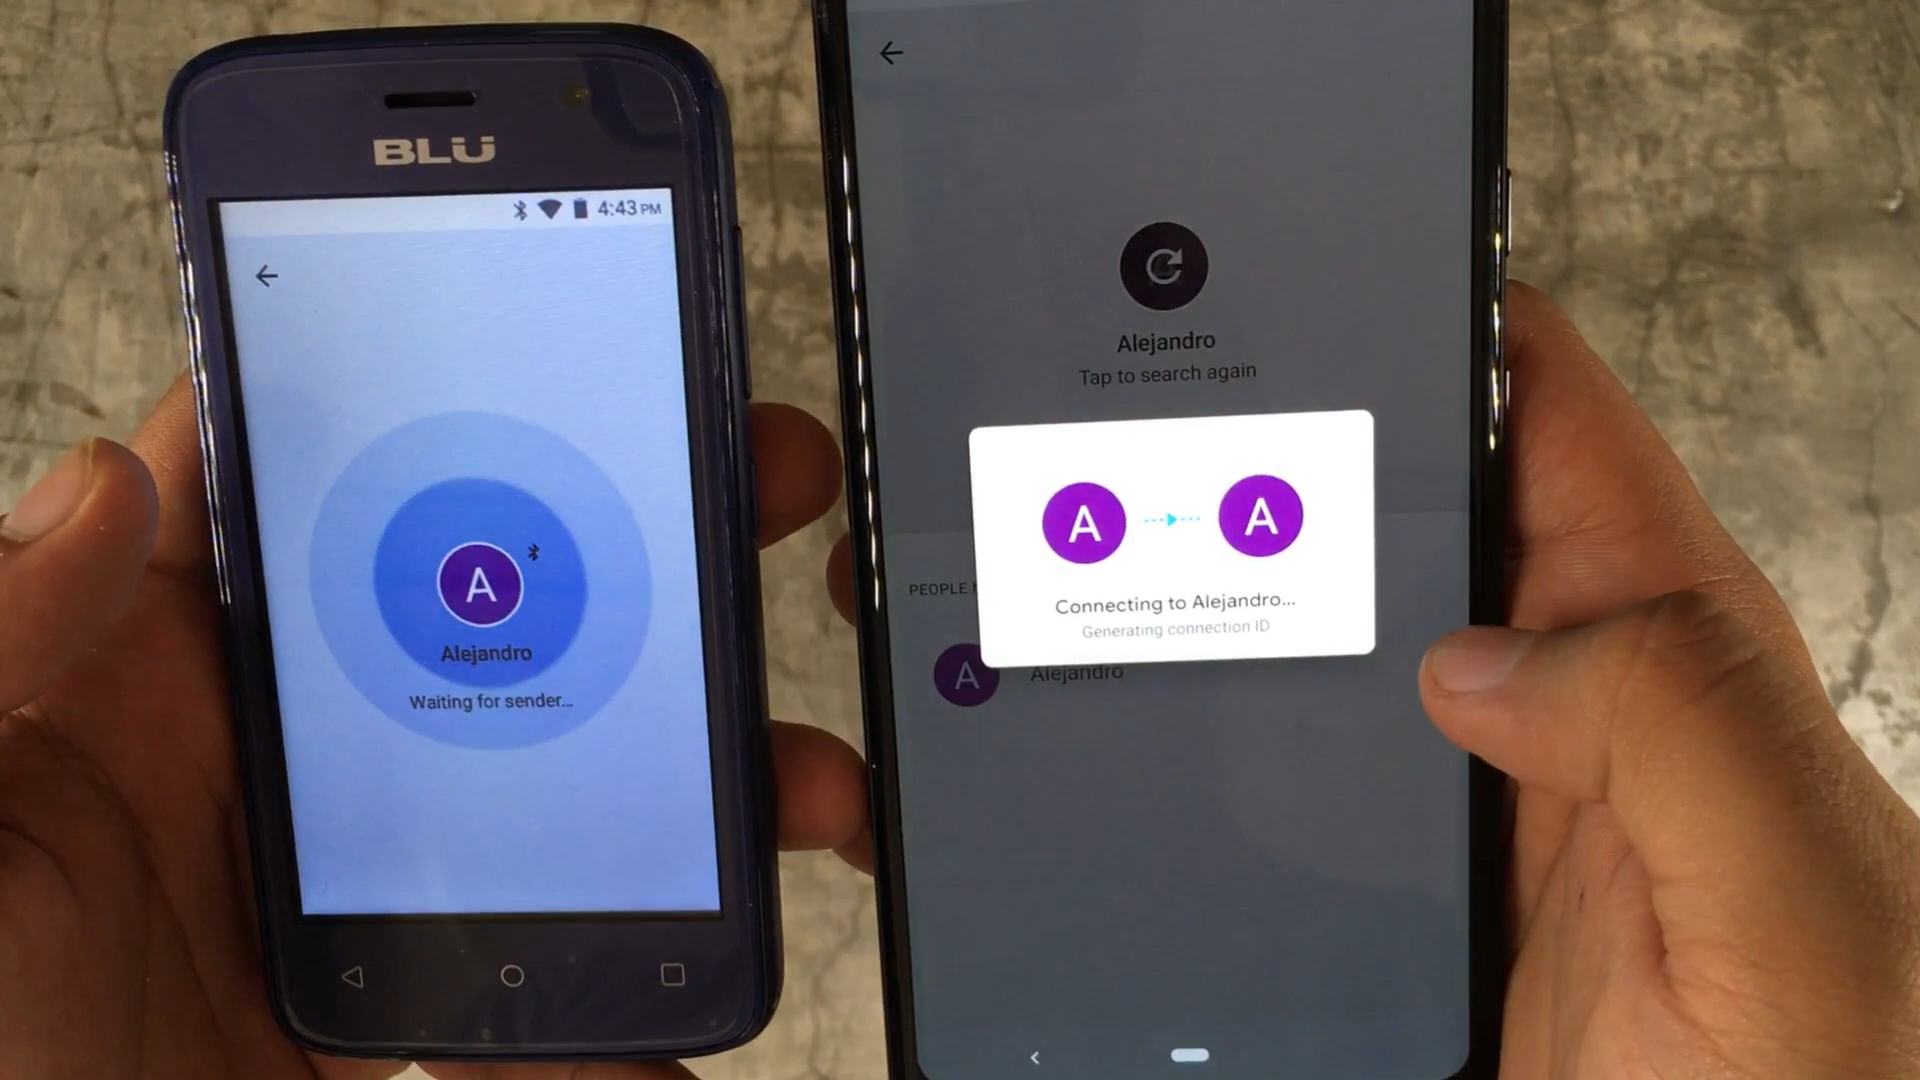 BLU
4:43 PM
A
Alejandro
Waiting for sender...
Alejandro
Tap to search again
A
A
Connecting to Alejandro...
Generating connection ID
PEOPLE
A
Alejandro